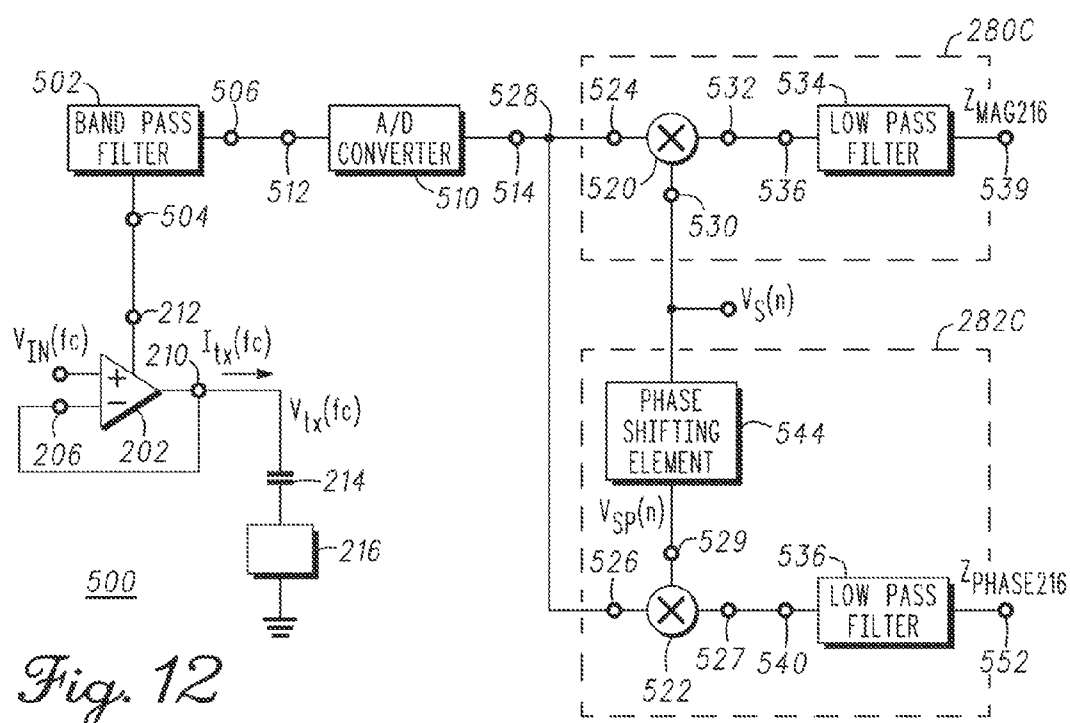 280C
502
BAND PASS
FILTER
506
512
A/D
CONVERTER
510
528
514
524
520
532
536
534
LOW PASS
FILTER
Z_MAG216
539
530
504
212
V_IN(fc)
+
−
206
202
210
I_tx(fc)
V_tx(fc)
214
216
V_S(n)
282C
PHASE
SHIFTING
ELEMENT
544
V_SP(n)
529
526
522
527
540
536
LOW PASS
FILTER
Z_PHASE216
552
500
Fig. 12